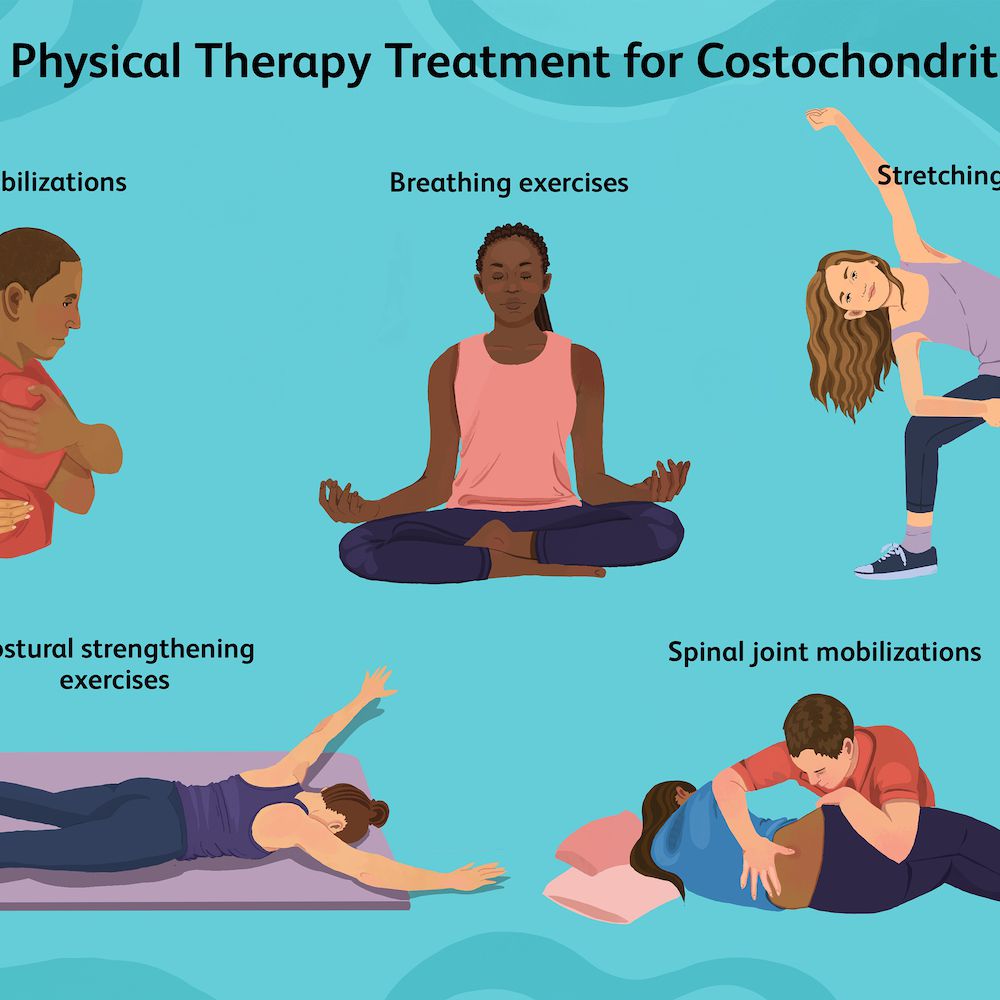 Physical Therapy Treatment for Costochondrit
bilizations
Breathing exercises
Stretching
ostural strengthening
exercises
Spinal joint mobilizations